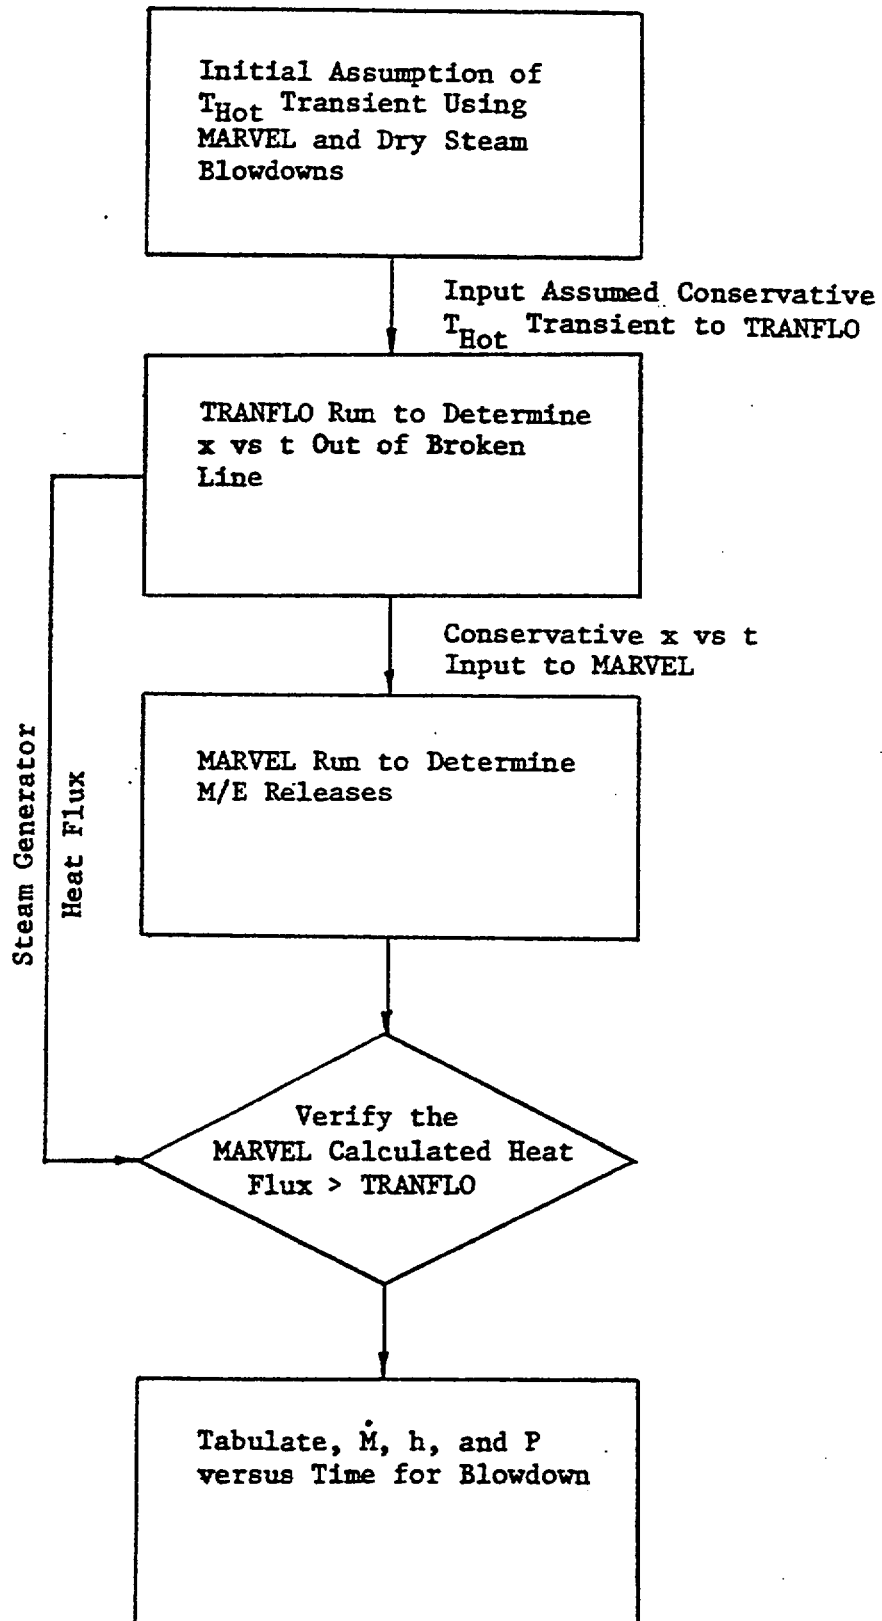 Initial Assumption of
THot Transient Using
MARVEL and Dry Steam
Blowdowns
Input Assumed Conservative
THot Transient to TRANFLO
TRANFLO Run to Determine
x vs t Out of Broken
Line
Conservative x vs t
Input to MARVEL
MARVEL Run to Determine
M/E Releases
Steam Generator
Heat Flux
Verify the
MARVEL Calculated Heat
Flux > TRANFLO
Tabulate, Ṁ, h, and P
versus Time for Blowdown